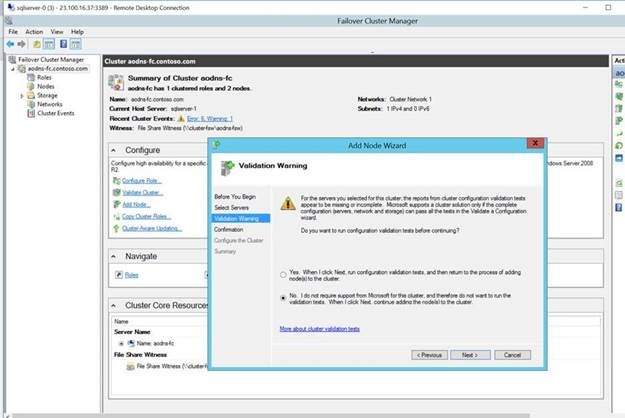 sqlserver-0 (3) - 23.100.16.37:3389 - Remote Desktop Connection
Failover Cluster Manager
File Action View Help
Failover Cluster Manager
aodns-fc.contoso.com
Roles
Nodes
Storage
Networks
Cluster Events
Cluster aodns-fc.contoso.com
Summary of Cluster aodns-fc
aodns-fc has 1 clustered roles and 2 nodes.
Name: aodns-fc.contoso.com
Networks: Cluster Network 1
Current Host Server: sqlserver-1
Subnets: 1 IPv4 and 0 IPv6
Recent Cluster Events: Error: 6, Warning: 1
Witness: File Share Witness (\\cluster-fsw\aodns-fsw)
Configure
Configure high availability for a specific
indows Server 2008
R2.
Configure Role...
Validate Cluster...
Add Node...
Copy Cluster Roles...
Cluster-Aware Updating...
Navigate
Roles
Cluster Core Resources
Name
Server Name
Name: aodns-fc
File Share Witness
File Share Witness (\\cluster-f
Acti
ao
Add Node Wizard
Validation Warning
Before You Begin
Select Servers
Validation Warning
Confirmation
Configure the Cluster
Summary
For the servers you selected for this cluster, the reports from cluster configuration validation tests
appear to be missing or incomplete. Microsoft supports a cluster solution only if the complete
configuration (servers, network and storage) can pass all the tests in the Validate a Configuration
wizard.
Do you want to run configuration validation tests before continuing?
Yes. When I click Next, run configuration validation tests, and then return to the process of adding
node(s) to the cluster.
No. I do not require support from Microsoft for this cluster, and therefore do not want to run the
validation tests. When I click Next, continue adding the node(s) to the cluster.
More about cluster validation tests
< Previous
Next >
Cancel